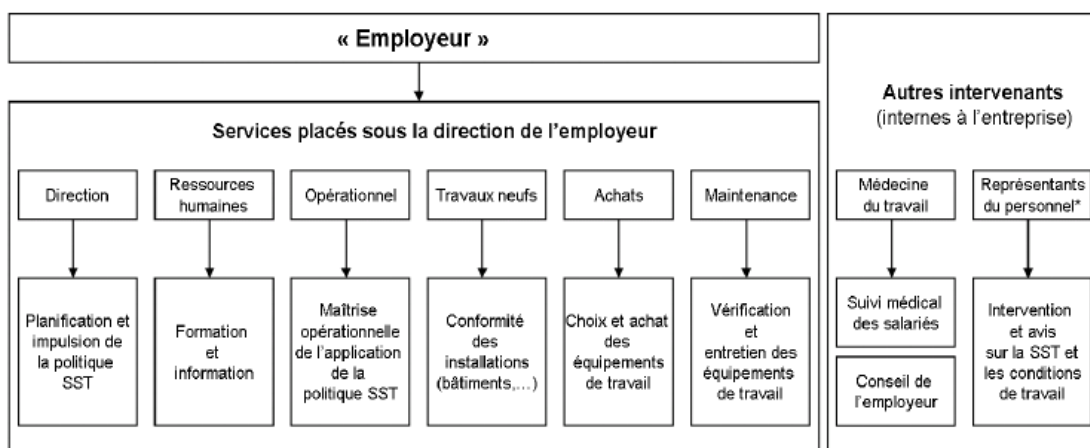 « Employeur »
Services placés sous la direction de l'employeur
Direction
Planification et
impulsion de
la politique
SST
Ressources
humaines
Formation
et
information
Opérationnel
Maîtrise
opérationnelle
de l'application
de la
politique SST
Travaux neufs
Conformité
des
installations
(bâtiments,...)
Achats
Choix et achat
des
équipements
de travail
Maintenance
Vérification
et
entretien des
équipements
de travail
Autres intervenants
(internes à l'entreprise)
Médecine
du travail
Suivi médical
des salariés
Conseil de
l'employeur
Représentants
du personnel*
Intervention
et avis
sur la SST et
les conditions
de travail